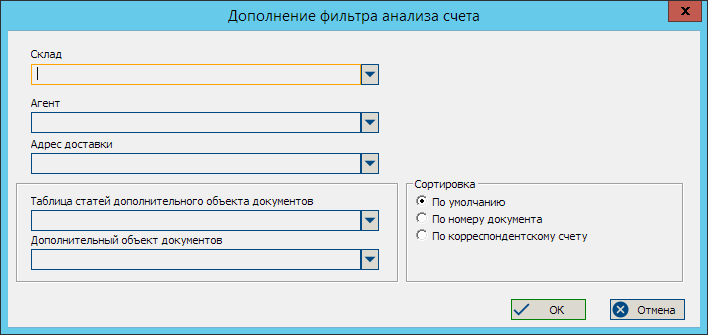 Дополнение фильтра анализа счета
x
Склад
Агент
Адрес доставки
Таблица статей дополнительного объекта документов
Дополнительный объект документов
Сортировка
По умолчанию
По номеру документа
По корреспондентскому счету
ОК
Отмена